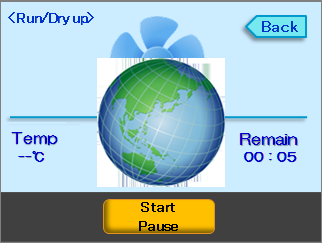 <Run/Dry up>
Back
Temp
--℃
Remain
00 : 05
Start
Pause